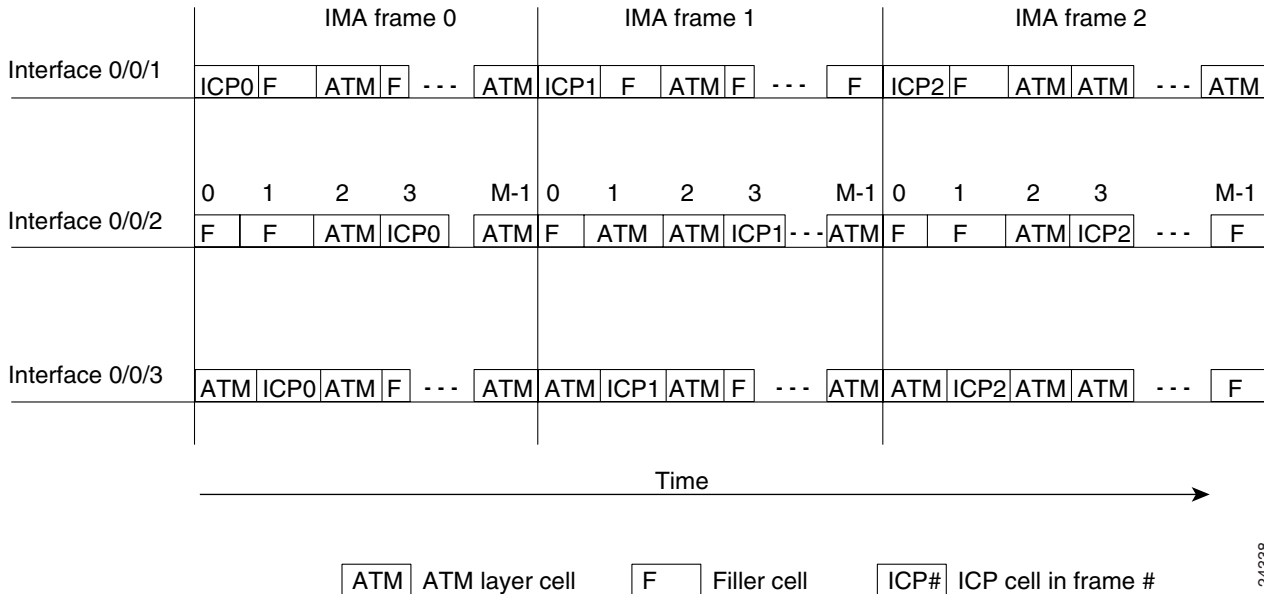 IMA frame 0 IMA frame 1 IMA frame 2
Interface 0/0/1 ICP0 F ATM F - - - ATM ICP1 F ATM F - - - F ICP2 F ATM ATM - - - ATM
0 1 2 3 M-1 0 1 2 3 M-1 0 1 2 3 M-1
Interface 0/0/2 F F ATM ICP0 ATM F ATM ATM ICP1 - - - ATM F F ATM ICP2 - - - F
Interface 0/0/3 ATM ICP0 ATM F - - - ATM ATM ICP1 ATM F - - - ATM ATM ICP2 ATM ATM - - - F
Time
ATM ATM layer cell F Filler cell ICP# ICP cell in frame #
24338